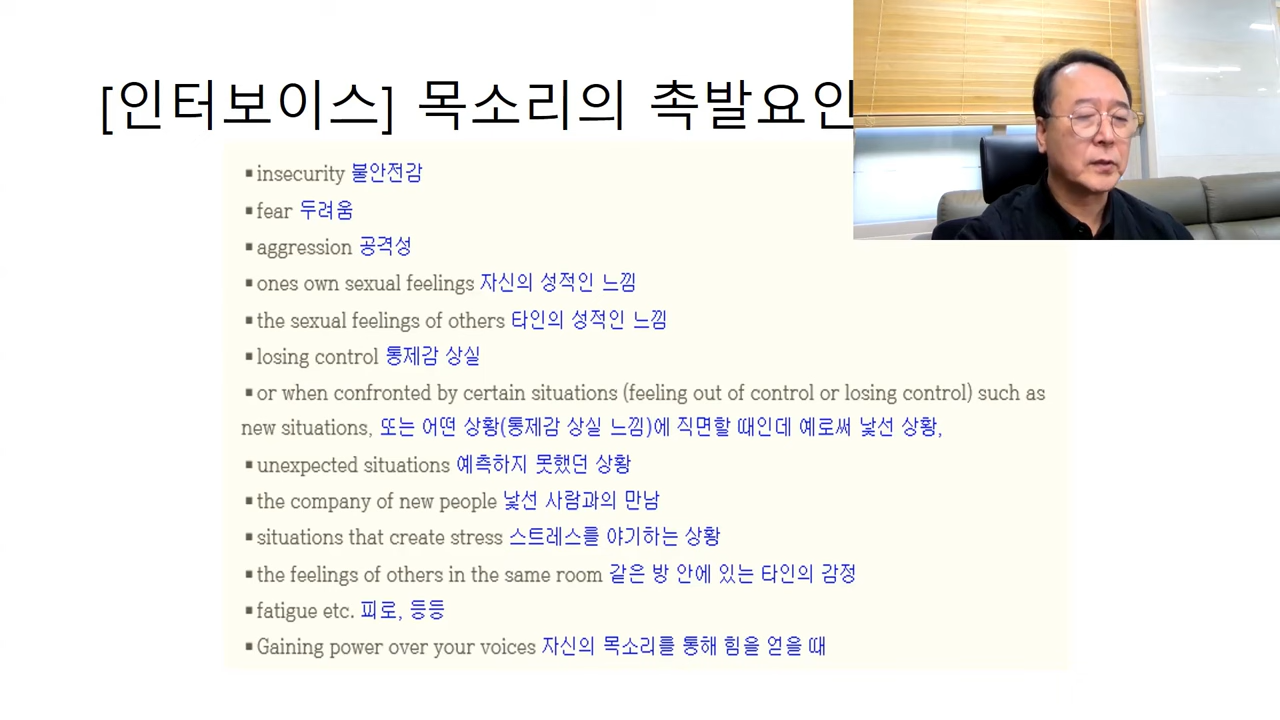 [인터보이스] 목소리의 촉발요인
▪insecurity 불안전감
▪fear 두려움
▪aggression 공격성
▪ones own sexual feelings 자신의 성적인 느낌
▪the sexual feelings of others 타인의 성적인 느낌
▪losing control 통제감 상실
▪or when confronted by certain situations (feeling out of control or losing control) such as
new situations, 또는 어떤 상황(통제감 상실 느낌)에 직면할 때인데 예로써 낯선 상황,
▪unexpected situations 예측하지 못했던 상황
▪the company of new people 낯선 사람과의 만남
▪situations that create stress 스트레스를 야기하는 상황
▪the feelings of others in the same room 같은 방 안에 있는 타인의 감정
▪fatigue etc. 피로, 등등
▪Gaining power over your voices 자신의 목소리를 통해 힘을 얻을 때